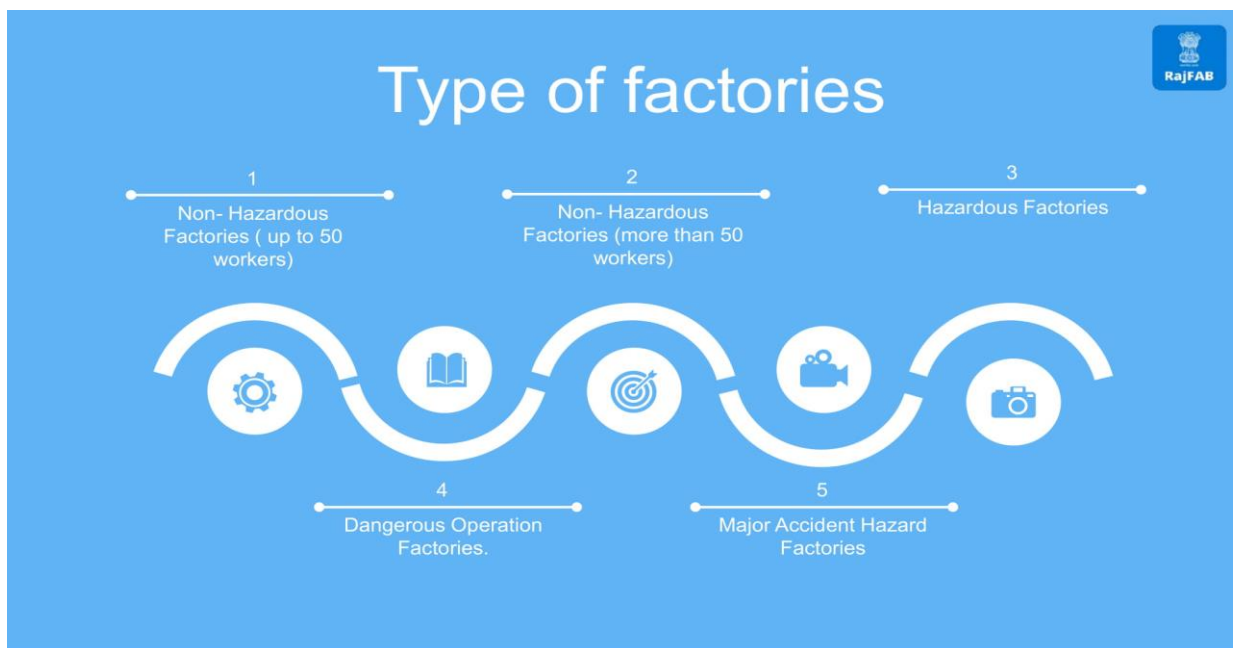 Type of factories
RajFAB
1
Non- Hazardous
Factories ( up to 50
workers)
2
Non- Hazardous
Factories (more than 50
workers)
3
Hazardous Factories
4
Dangerous Operation
Factories.
5
Major Accident Hazard
Factories